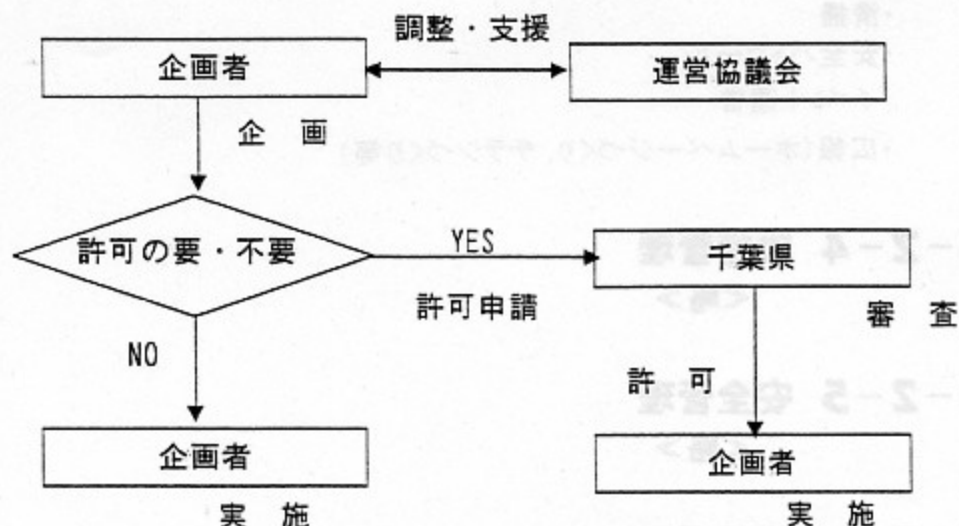 調整・支援
企画者
運営協議会
企　画
許可の要・不要
YES
千葉県
許可申請
審　査
NO
許　可
企画者
企画者
実　施
実　施